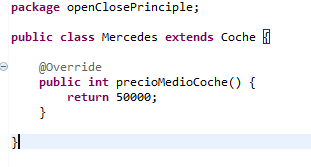 package openClosePrinciple;
public class Mercedes extends Coche {
@Override
public int precioMedioCoche() {
return 50000;
}
}